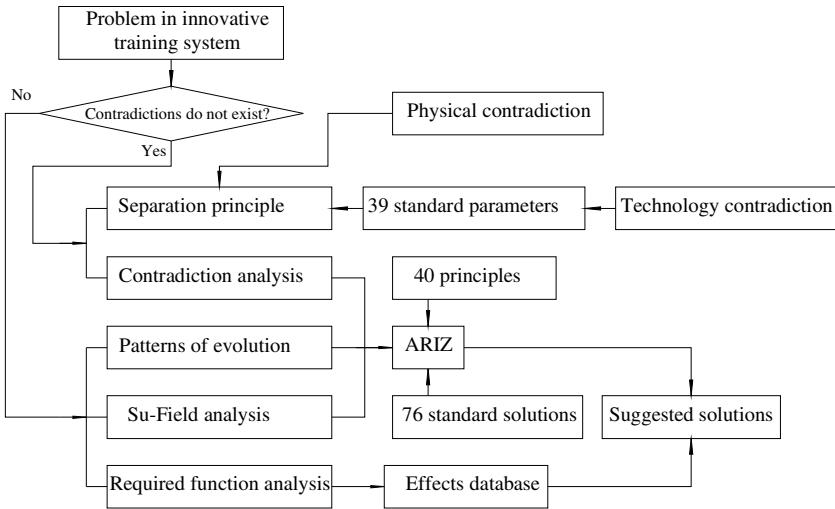 Problem in innovative
training system
No
Contradictions do not exist?
Physical contradiction
Yes
Separation principle
39 standard parameters
Technology contradiction
Contradiction analysis
40 principles
Patterns of evolution
ARIZ
Su-Field analysis
76 standard solutions
Suggested solutions
Required function analysis
Effects database